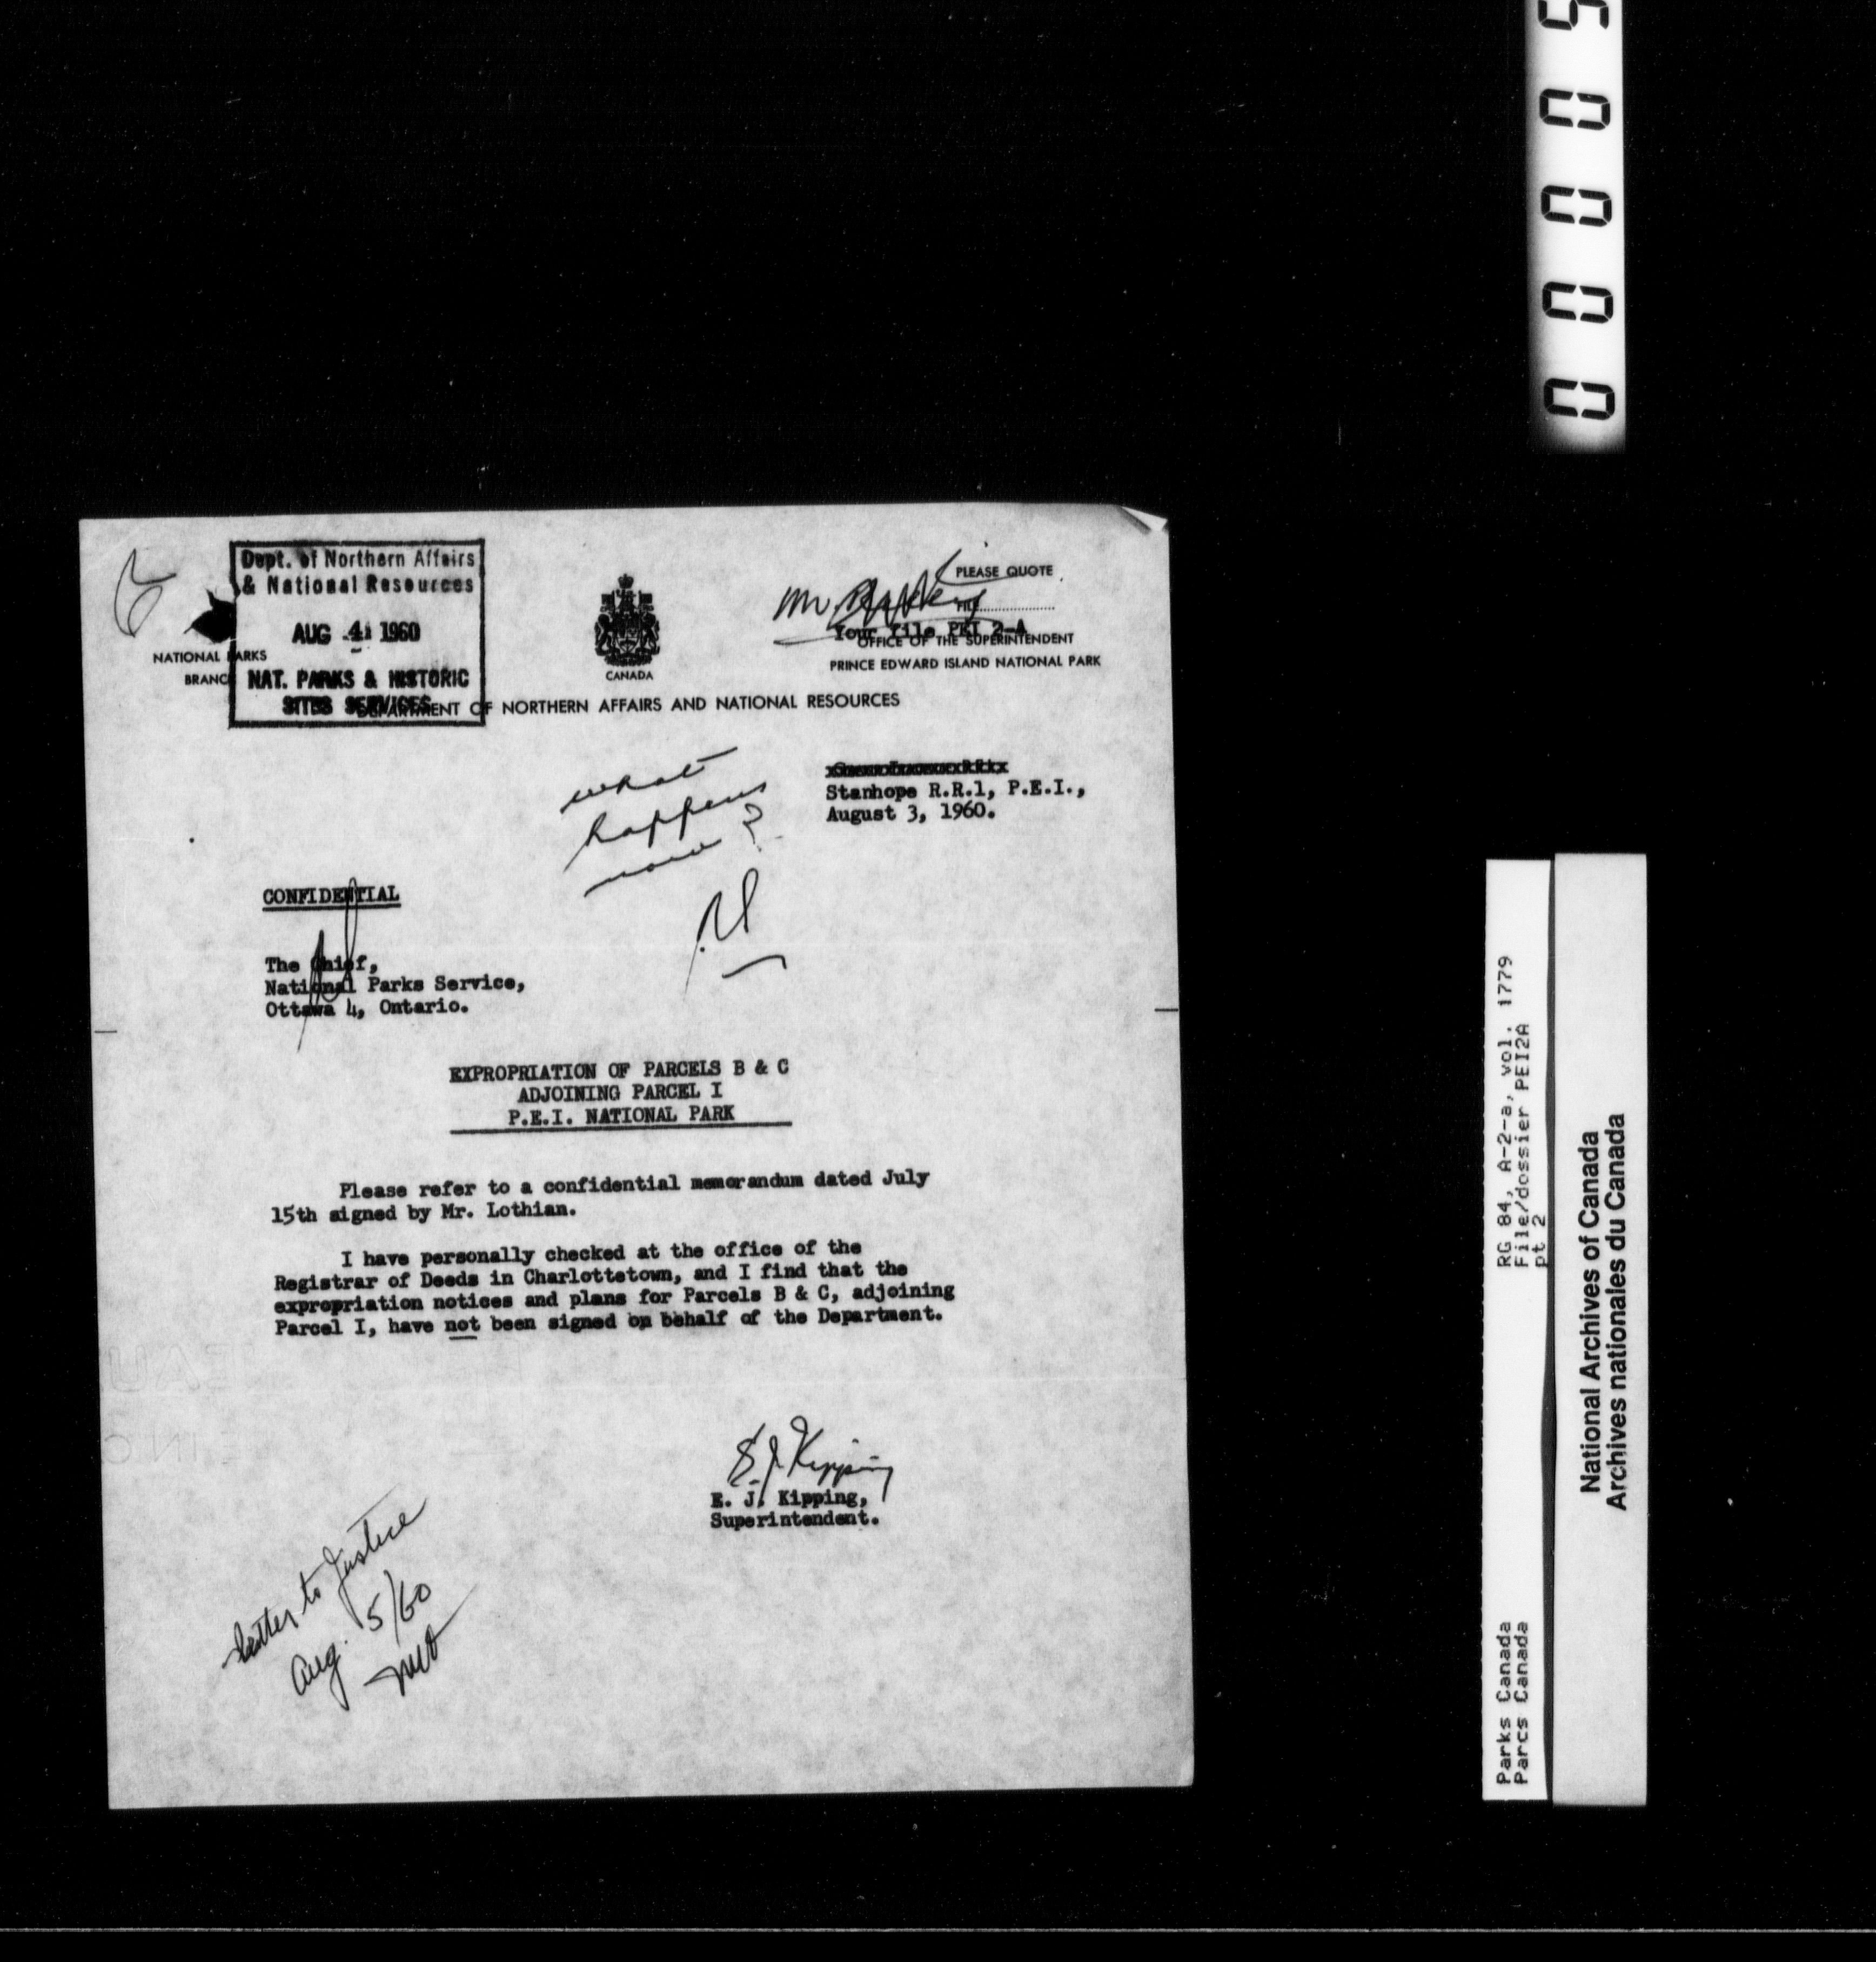 Dept. of Northern Affairs
& National Resources
AUG 4 1960
NAT. PARKS & HISTORIC
SITES SERVICES
NATIONAL PARKS
BRANCH
CANADA
PLEASE QUOTE
FILE
Your file PEI 2-A
OFFICE OF THE SUPERINTENDENT
PRINCE EDWARD ISLAND NATIONAL PARK
DEPARTMENT OF NORTHERN AFFAIRS AND NATIONAL RESOURCES
what
happens
now ?
Stanhope R.R.1, P.E.I.,
August 3, 1960.
CONFIDENTIAL
The Chief,
National Parks Service,
Ottawa 4, Ontario.
EXPROPRIATION OF PARCELS B & C
ADJOINING PARCEL I
P.E.I. NATIONAL PARK
Please refer to a confidential memorandum dated July
15th signed by Mr. Lothian.
I have personally checked at the office of the
Registrar of Deeds in Charlottetown, and I find that the
expropriation notices and plans for Parcels B & C, adjoining
Parcel I, have not been signed on behalf of the Department.
E. J. Kipping
E. J. Kipping,
Superintendent.
Letter to Justice
Aug. 5/60
RG 84, A-2-a, vol. 1779
File/dossier PEI2A
pt 2
Parks Canada
Parcs Canada
National Archives of Canada
Archives nationales du Canada
0 0 0 0 5